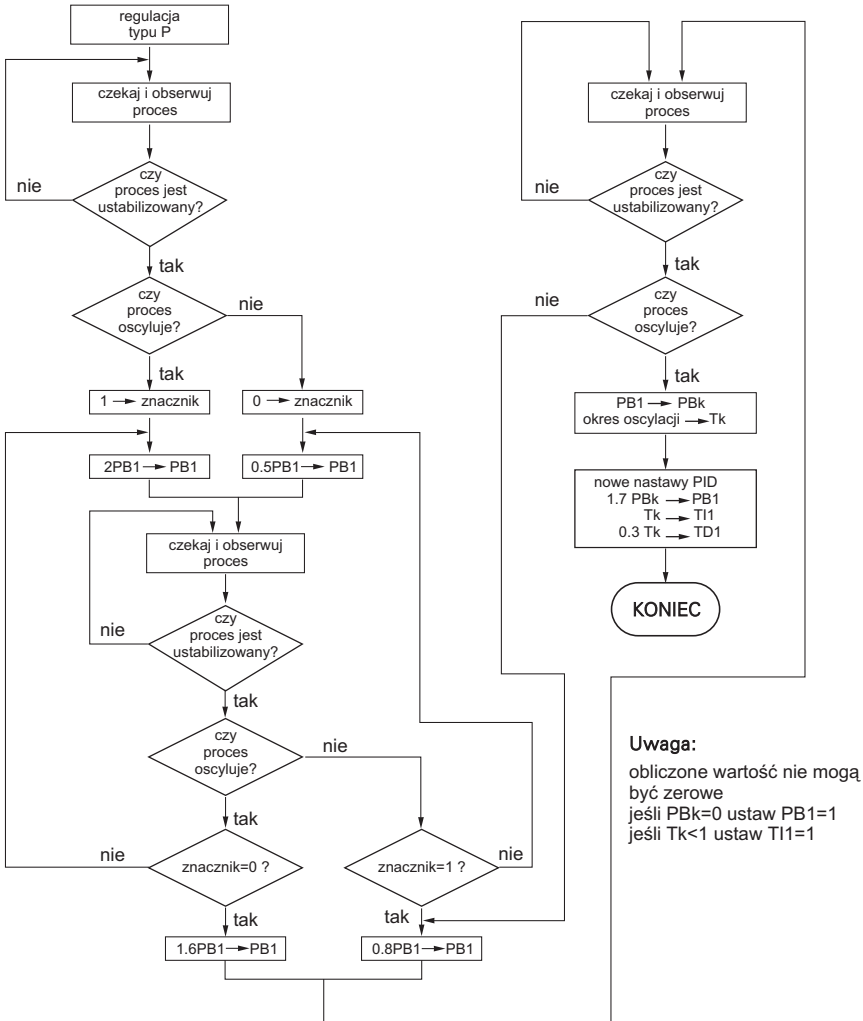 regulacja
typu P
czekaj i obserwuj
proces
nie
czy
proces jest
ustabilizowany?
tak
czy
proces
oscyluje?
nie
tak
1 → znacznik
0 → znacznik
2PB1 → PB1
0.5PB1 → PB1
czekaj i obserwuj
proces
nie
czy
proces jest
ustabilizowany?
tak
czy
proces
oscyluje?
nie
tak
nie
znacznik=0 ?
znacznik=1 ?
nie
tak
tak
1.6PB1→PB1
0.8PB1→PB1
czekaj i obserwuj
proces
nie
czy
proces jest
ustabilizowany?
tak
nie
czy
proces
oscyluje?
tak
PB1 → PBk
okres oscylacji → Tk
nowe nastawy PID
1.7 PBk → PB1
Tk → TI1
0.3 Tk → TD1
KONIEC
Uwaga:
obliczone wartość nie mogą
być zerowe
jeśli PBk=0 ustaw PB1=1
jeśli Tk<1 ustaw TI1=1